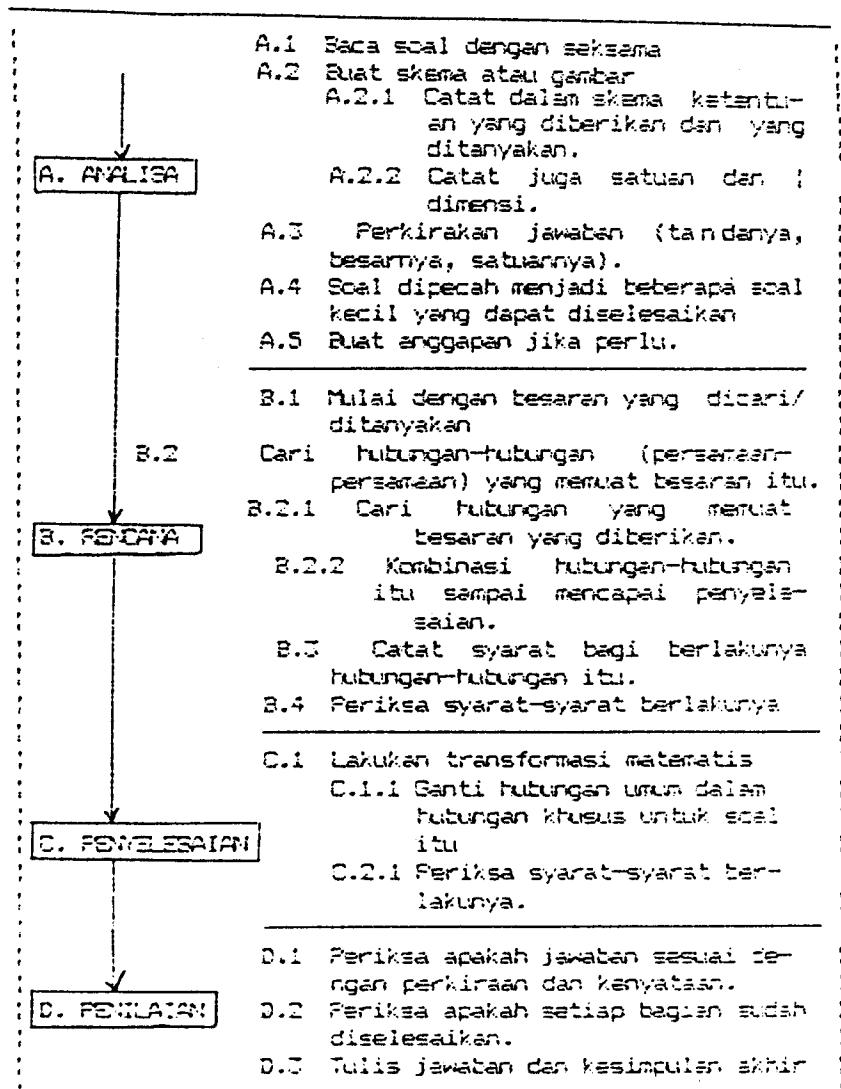 A.1 Baca soal dengan seksama
A.2 Buat skema atau gambar
A.2.1 Catat dalam skema ketentu-
an yang diberikan dan yang
ditanyakan.
A. ANALISA
A.2.2 Catat juga satuan dan
dimensi.
A.3 Perkirakan jawaban (tandanya,
besarnya, satuannya).
A.4 Soal dipecah menjadi beberapa soal
kecil yang dapat diselesaikan
A.5 Buat anggapan jika perlu.
B.1 Mulai dengan besaran yang dicari/
ditanyakan
B.2 Cari hubungan-hubungan (persamaan-
persamaan) yang memuat besaran itu.
B.2.1 Cari hubungan yang memuat
besaran yang diberikan.
B. RENCANA
B.2.2 Kombinasi hubungan-hubungan
itu sampai mencapai penyele-
saian.
B.3 Catat syarat bagi berlakunya
hubungan-hubungan itu.
B.4 Periksa syarat-syarat berlakunya
C.1 Lakukan transformasi matematis
C.1.1 Ganti hubungan umum dalam
hubungan khusus untuk soal
itu
C. PENYELESAIAN
C.2.1 Periksa syarat-syarat ber-
lakunya.
D.1 Periksa apakah jawaban sesuai de-
ngan perkiraan dan kenyataan.
D. PENILAIAN
D.2 Periksa apakah setiap bagian sudah
diselesaikan.
D.3 Tulis jawaban dan kesimpulan akhir